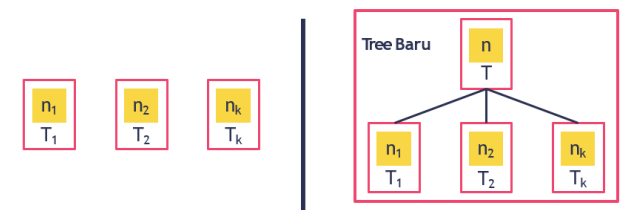 n₁ n₂ nₖ
T₁ T₂ Tₖ
Tree Baru
n
T
n₁ n₂ nₖ
T₁ T₂ Tₖ